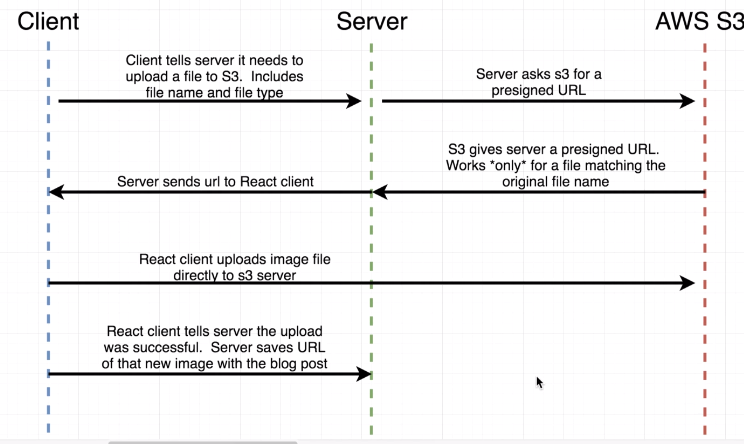 Client
Server
AWS S3
Client tells server it needs to
upload a file to S3.  Includes
file name and file type
Server asks s3 for a
presigned URL
S3 gives server a presigned URL.
Works *only* for a file matching the
original file name
Server sends url to React client
React client uploads image file
directly to s3 server
React client tells server the upload
was successful.  Server saves URL
of that new image with the blog post